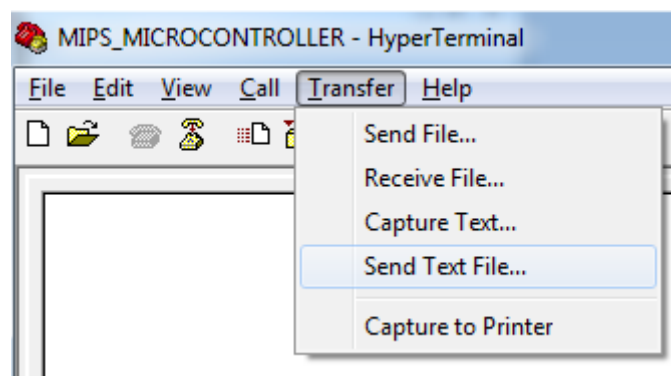 MIPS_MICROCONTROLLER - HyperTerminal
File Edit View Call Transfer Help
Send File...
Receive File...
Capture Text...
Send Text File...
Capture to Printer